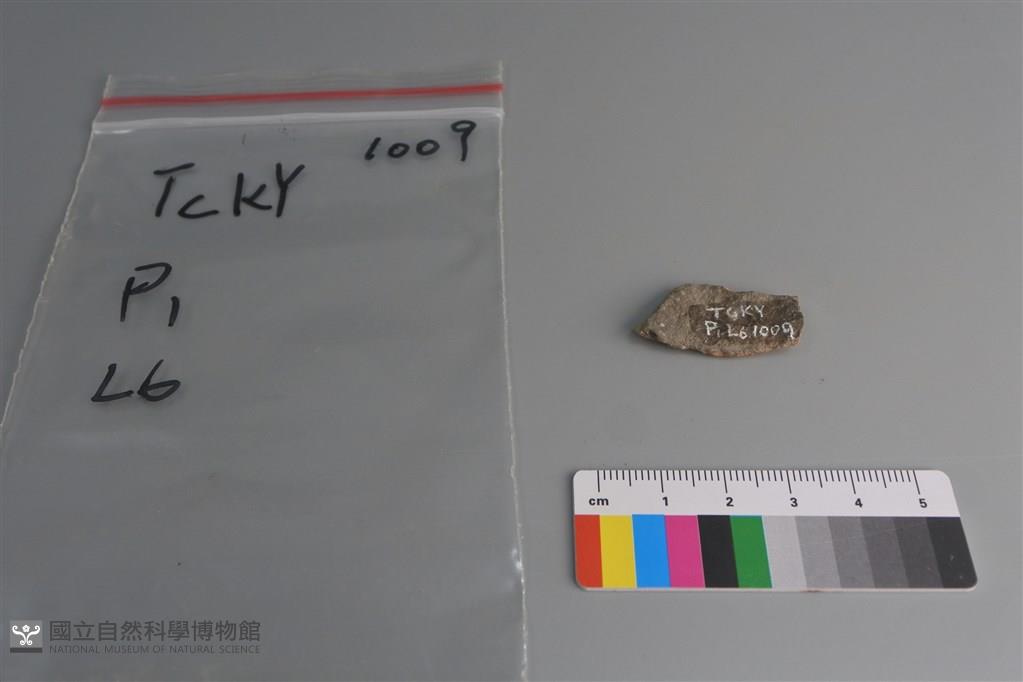 1009
TCKY
P1
L6
TCKY
P1L61009
cm 1 2 3 4 5
國立自然科學博物館
NATIONAL MUSEUM OF NATURAL SCIENCE